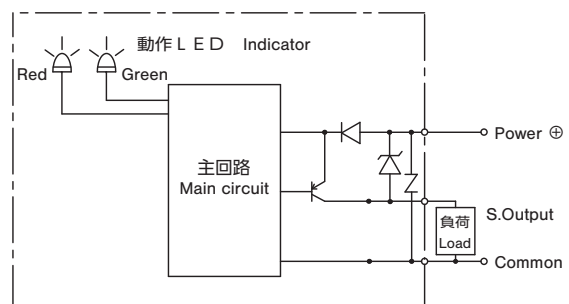 動作ＬＥＤ Indicator
Red
Green
主回路
Main circuit
Power ⊕
S.Output
負荷
Load
Common